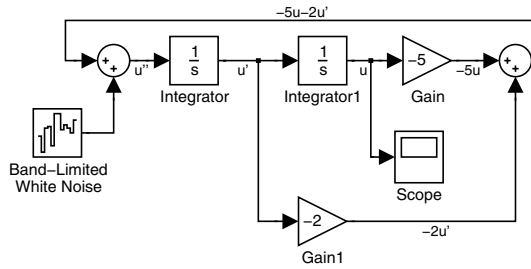 −5u−2u'
+
+
u''
1
s
Integrator
u'
1
s
Integrator1
u
−5
Gain
−5u
+
+
Band−Limited
White Noise
Scope
−2
Gain1
−2u'